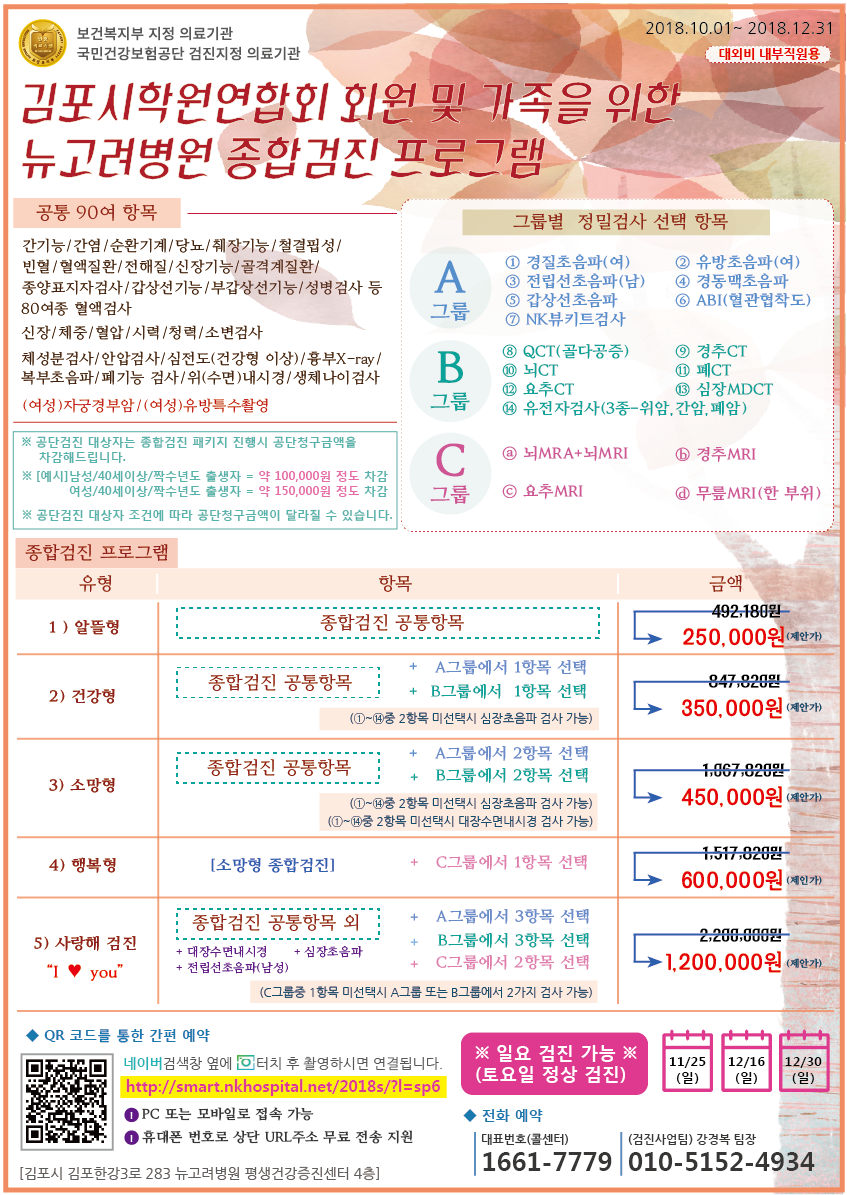 보건복지부 지정 의료기관
국민건강보험공단 검진지정 의료기관
2018.10.01~ 2018.12.31
대외비 내부직원용
김포시학원연합회 회원 및 가족을 위한
뉴고려병원 종합검진 프로그램
공통 90여 항목
간기능/간염/순환기계/당뇨/췌장기능/철결핍성/
빈혈/혈액질환/전해질/신장기능/골격계질환/
종양표지자검사/갑상선기능/부갑상선기능/성병검사 등
80여종 혈액검사
신장/체중/혈압/시력/청력/소변검사
체성분검사/안압검사/심전도(건강형 이상)/흉부X-ray/
복부초음파/폐기능 검사/위(수면)내시경/생체나이검사
(여성)자궁경부암/(여성)유방특수촬영
※ 공단검진 대상자는 종합검진 패키지 진행시 공단청구금액을
차감해드립니다.
※ [예시]남성/40세이상/짝수년도 출생자 = 약 100,000원 정도 차감
여성/40세이상/짝수년도 출생자 = 약 150,000원 정도 차감
※ 공단검진 대상자 조건에 따라 공단청구금액이 달라질 수 있습니다.
그룹별 정밀검사 선택 항목
A
그룹
① 경질초음파(여) ② 유방초음파(여)
③ 전립선초음파(남) ④ 경동맥초음파
⑤ 갑상선초음파 ⑥ ABI(혈관협착도)
⑦ NK뷰키트검사
B
그룹
⑧ QCT(골다공증) ⑨ 경추CT
⑩ 뇌CT ⑪ 폐CT
⑫ 요추CT ⑬ 심장MDCT
⑭ 유전자검사(3종-위암,간암,폐암)
C
그룹
ⓐ 뇌MRA+뇌MRI ⓑ 경추MRI
ⓒ 요추MRI ⓓ 무릎MRI(한 부위)
종합검진 프로그램
유형 항목 금액
1 ) 알뜰형
종합검진 공통항목
492,180원
250,000원(제안가)
2) 건강형
종합검진 공통항목
+ A그룹에서 1항목 선택
+ B그룹에서 1항목 선택
(①~⑭중 2항목 미선택시 심장초음파 검사 가능)
847,820원
350,000원(제안가)
3) 소망형
종합검진 공통항목
+ A그룹에서 2항목 선택
+ B그룹에서 2항목 선택
(①~⑭중 2항목 미선택시 심장초음파 검사 가능)
(①~⑭중 2항목 미선택시 대장수면내시경 검사 가능)
1,067,820원
450,000원(제안가)
4) 행복형
[소망형 종합검진] + C그룹에서 1항목 선택
1,517,820원
600,000원(제안가)
5) 사랑해 검진
“I ♥ you”
종합검진 공통항목 외
+ 대장수면내시경 + 심장초음파
+ 전립선초음파(남성)
+ A그룹에서 3항목 선택
+ B그룹에서 3항목 선택
+ C그룹에서 2항목 선택
(C그룹중 1항목 미선택시 A그룹 또는 B그룹에서 2가지 검사 가능)
2,200,000원
1,200,000원(제안가)
◆ QR 코드를 통한 간편 예약
네이버검색창 옆에 터치 후 촬영하시면 연결됩니다.
http://smart.nkhospital.net/2018s/?l=sp6
❶ PC 또는 모바일로 접속 가능
❶ 휴대폰 번호로 상단 URL주소 무료 전송 지원
[김포시 김포한강3로 283 뉴고려병원 평생건강증진센터 4층]
※ 일요 검진 가능 ※
(토요일 정상 검진)
11/25
(일)
12/16
(일)
12/30
(일)
◆ 전화 예약
대표번호(콜센터)
1661-7779
(검진사업팀) 강경복 팀장
010-5152-4934